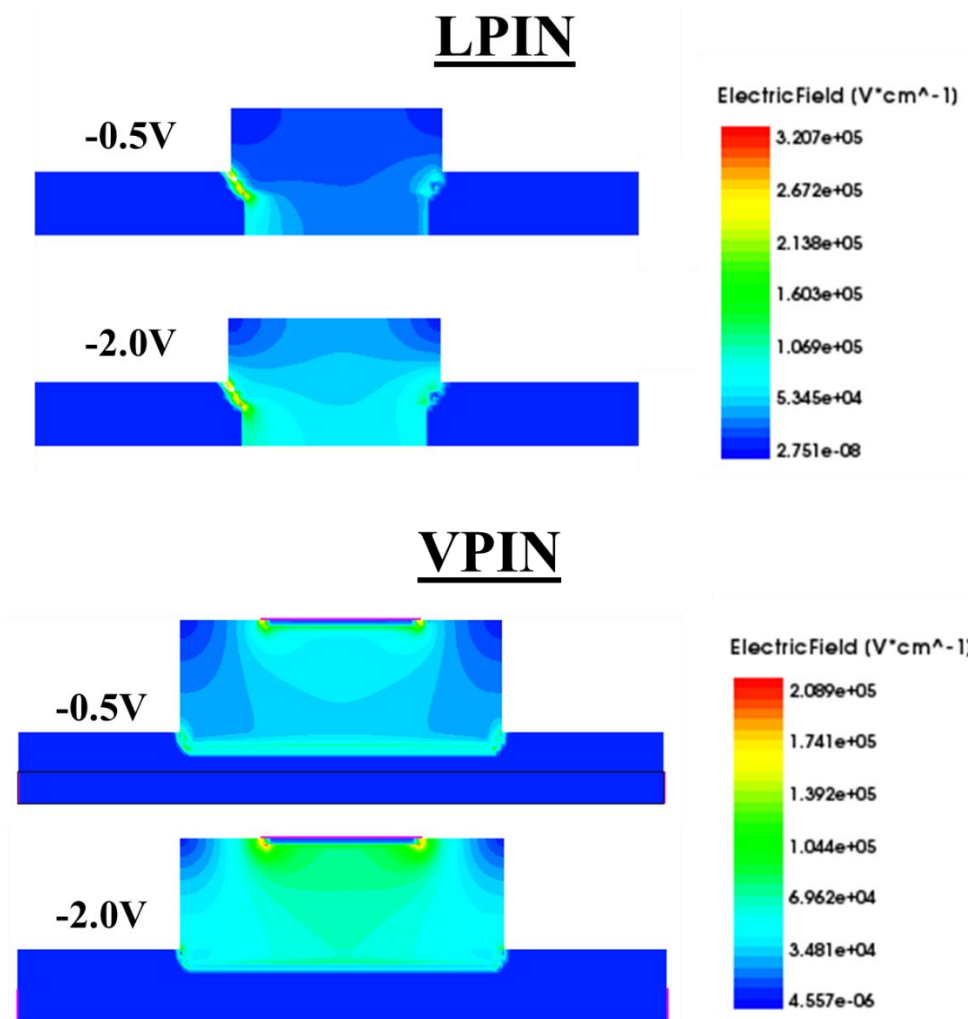 LPIN
-0.5V
ElectricField (V*cm^-1)
3.207e+05
2.672e+05
2.138e+05
1.603e+05
1.069e+05
5.345e+04
2.751e-08
-2.0V
VPIN
-0.5V
ElectricField (V*cm^-1)
2.089e+05
1.741e+05
1.392e+05
1.044e+05
6.962e+04
3.481e+04
4.557e-06
-2.0V